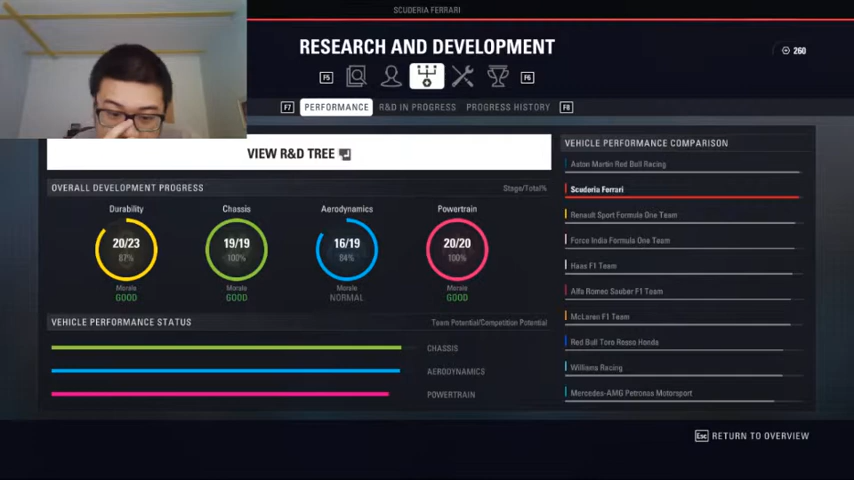 SCUDERIA FERRARI
RESEARCH AND DEVELOPMENT
260
F5
F6
F7 PERFORMANCE R&D IN PROGRESS PROGRESS HISTORY F8
VIEW R&D TREE
OVERALL DEVELOPMENT PROGRESS Stage/Total%
Durability Chassis Aerodynamics Powertrain
20/23 19/19 16/19 20/20
87% 100% 84% 100%
Morale Morale Morale Morale
GOOD GOOD NORMAL GOOD
VEHICLE PERFORMANCE STATUS Team Potential/Competition Potential
CHASSIS
AERODYNAMICS
POWERTRAIN
VEHICLE PERFORMANCE COMPARISON
Aston Martin Red Bull Racing
Scuderia Ferrari
Renault Sport Formula One Team
Force India Formula One Team
Haas F1 Team
Alfa Romeo Sauber F1 Team
McLaren F1 Team
Red Bull Toro Rosso Honda
Williams Racing
Mercedes-AMG Petronas Motorsport
Esc RETURN TO OVERVIEW